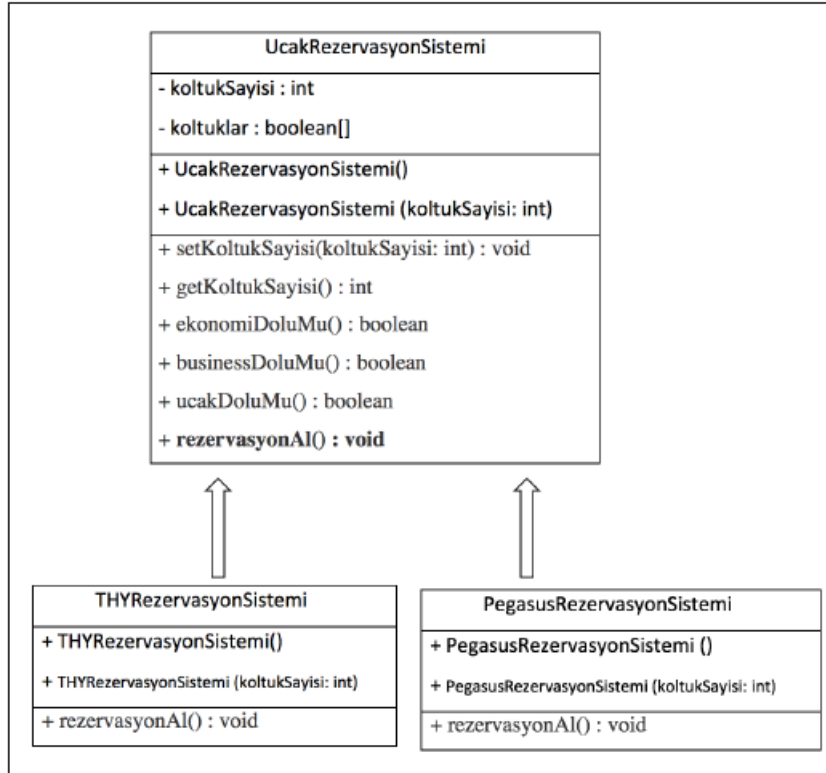 UcakRezervasyonSistemi
- koltukSayisi : int
- koltuklar : boolean[]
+ UcakRezervasyonSistemi()
+ UcakRezervasyonSistemi (koltukSayisi: int)
+ setKoltukSayisi(koltukSayisi: int) : void
+ getKoltukSayisi() : int
+ ekonomiDoluMu() : boolean
+ businessDoluMu() : boolean
+ ucakDoluMu() : boolean
+ rezervasyonAl() : void
THYRezervasyonSistemi
+ THYRezervasyonSistemi()
+ THYRezervasyonSistemi (koltukSayisi: int)
+ rezervasyonAl() : void
PegasusRezervasyonSistemi
+ PegasusRezervasyonSistemi ()
+ PegasusRezervasyonSistemi (koltukSayisi: int)
+ rezervasyonAl() : void